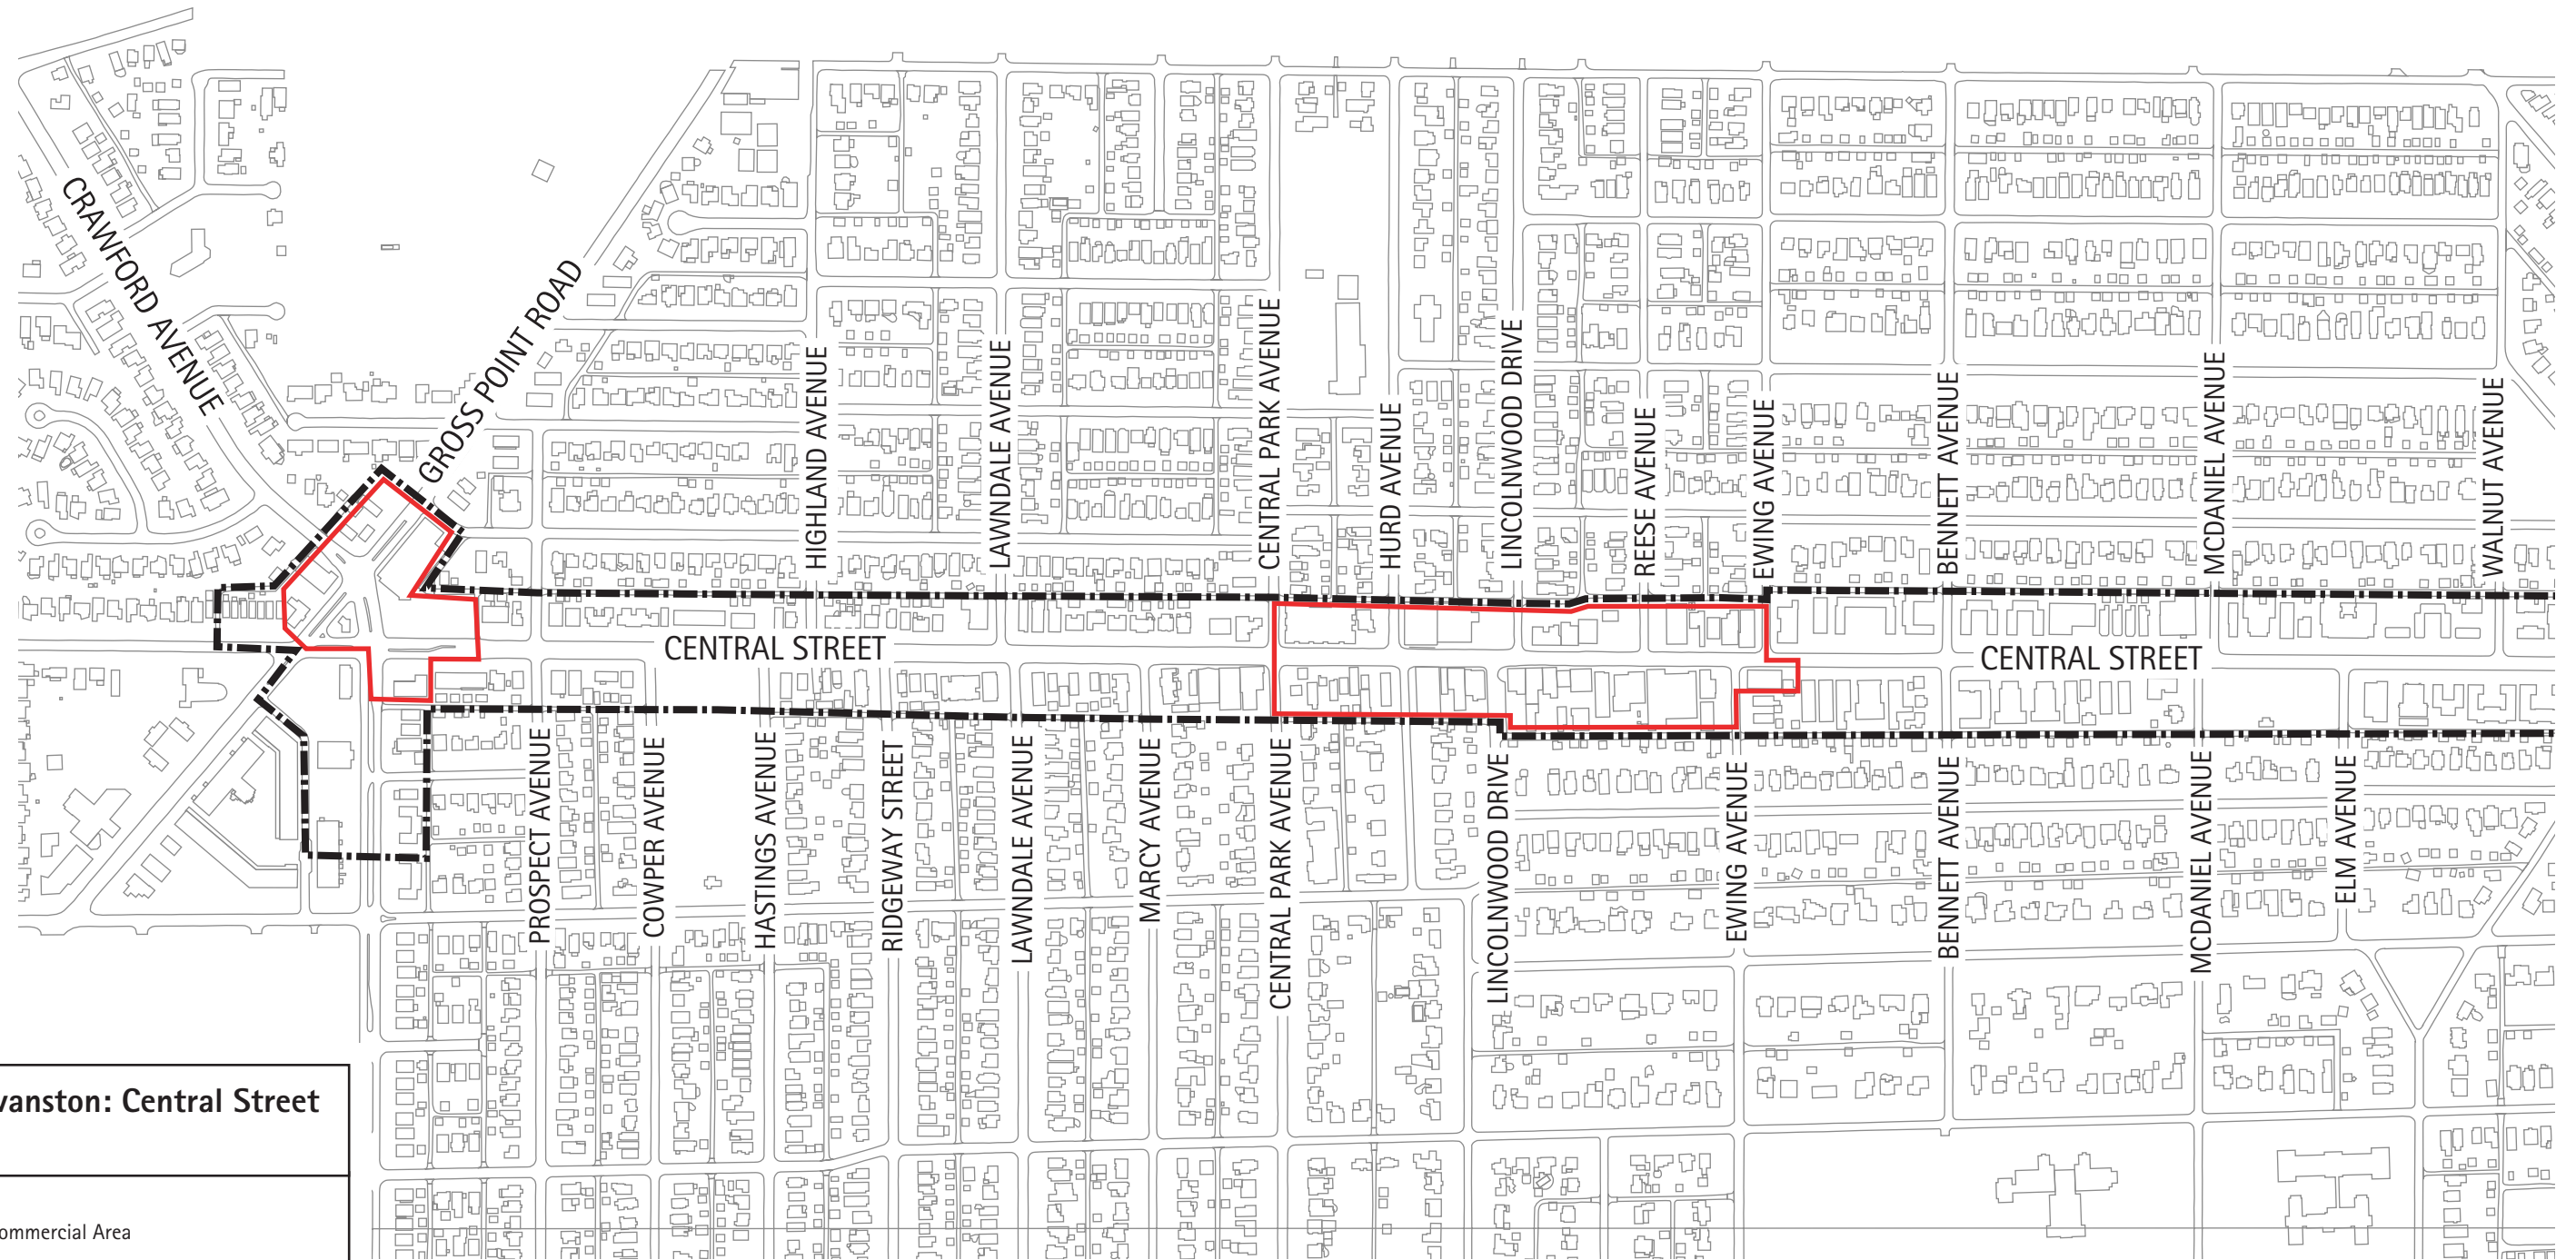 CRAWFORD AVENUE
GROSS POINT ROAD
HIGHLAND AVENUE
LAWNDALE AVENUE
CENTRAL PARK AVENUE
HURD AVENUE
LINCOLNWOOD DRIVE
REESE AVENUE
EWING AVENUE
BENNETT AVENUE
MCDANIEL AVENUE
WALNUT AVENUE
CENTRAL STREET
CENTRAL STREET
PROSPECT AVENUE
COWPER AVENUE
HASTINGS AVENUE
RIDGEWAY STREET
LAWNDALE AVENUE
MARCY AVENUE
CENTRAL PARK AVENUE
LINCOLNWOOD DRIVE
EWING AVENUE
BENNETT AVENUE
MCDANIEL AVENUE
ELM AVENUE
vanston: Central Street
ommercial Area